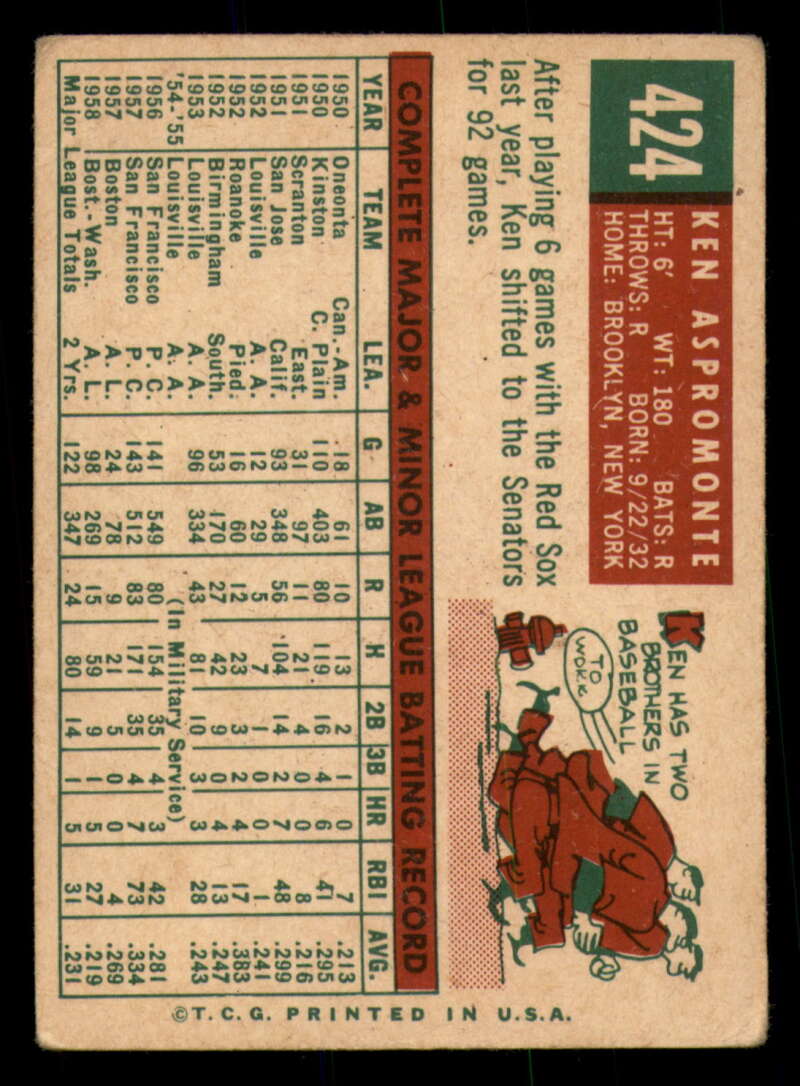 424
KEN ASPROMONTE
HT: 6' WT: 180 BATS: R
THROWS: R BORN: 9/22/32
HOME: BROOKLYN, NEW YORK
After playing 6 games with the Red Sox
last year, Ken shifted to the Senators
for 92 games.
KEN HAS TWO
BROTHERS IN
BASEBALL
TO
WORK
COMPLETE MAJOR & MINOR LEAGUE BATTING RECORD
YEAR TEAM LEA. G AB R H 2B 3B HR RBI AVG.
1950 Oneonta Can.-Am. 18 61 10 13 2 1 0 7 .213
1950 Kinston C. Plain 110 403 80 119 16 4 6 41 .295
1951 Scranton East. 31 97 11 21 4 0 0 8 .216
1951 San Jose Calif. 93 348 56 104 14 2 7 48 .299
1952 Louisville A. A. 12 29 5 7 1 0 0 1 .241
1952 Roanoke Pied. 16 60 12 23 3 2 4 17 .383
1952 Birmingham South. 53 170 27 42 9 0 4 13 .247
1953 Louisville A. A. 96 334 43 81 10 3 3 28 .243
'54-'55 Louisville A. A. (In Military Service)
1956 San Francisco P. C. 141 549 80 154 35 4 3 42 .281
1957 San Francisco P. C. 143 512 83 171 35 4 7 73 .334
1957 Boston A. L. 24 78 9 21 5 0 0 4 .269
1958 Bost.-Wash. A. L. 98 269 15 59 9 1 5 27 .219
Major League Totals 2 Yrs. 122 347 24 80 14 1 5 31 .231
©T.C.G. PRINTED IN U.S.A.